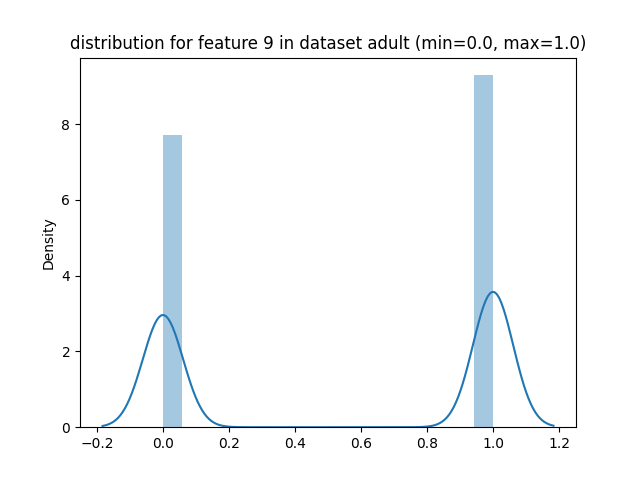 distribution for feature 9 in dataset adult (min=0.0, max=1.0)
Density
8
6
4
2
0
−0.2 0.0 0.2 0.4 0.6 0.8 1.0 1.2